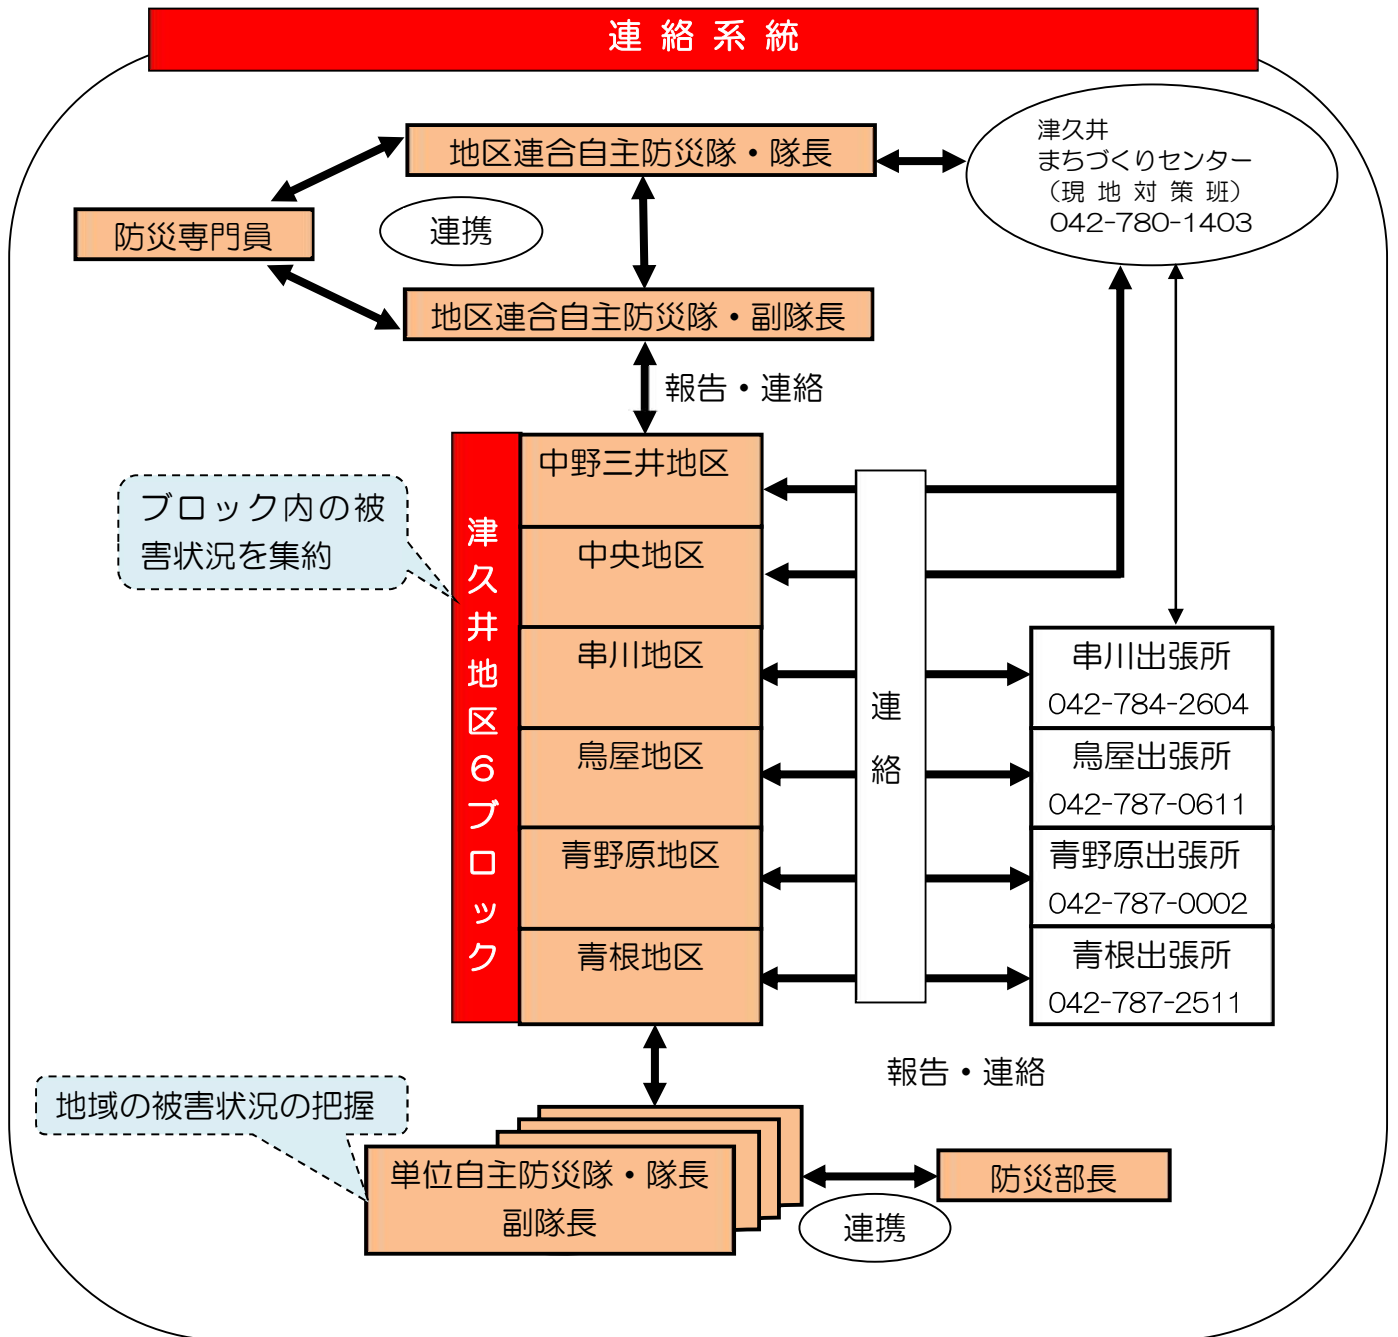 連絡系統
地区連合自主防災隊・隊長
津久井
まちづくりセンター
（現地対策班）
042-780-1403
防災専門員
連携
地区連合自主防災隊・副隊長
報告・連絡
津久井地区6ブロック
中野三井地区
ブロック内の被
害状況を集約
中央地区
連絡
串川地区
串川出張所
042-784-2604
鳥屋地区
鳥屋出張所
042-787-0611
青野原地区
青野原出張所
042-787-0002
青根地区
青根出張所
042-787-2511
報告・連絡
地域の被害状況の把握
単位自主防災隊・隊長
副隊長
防災部長
連携